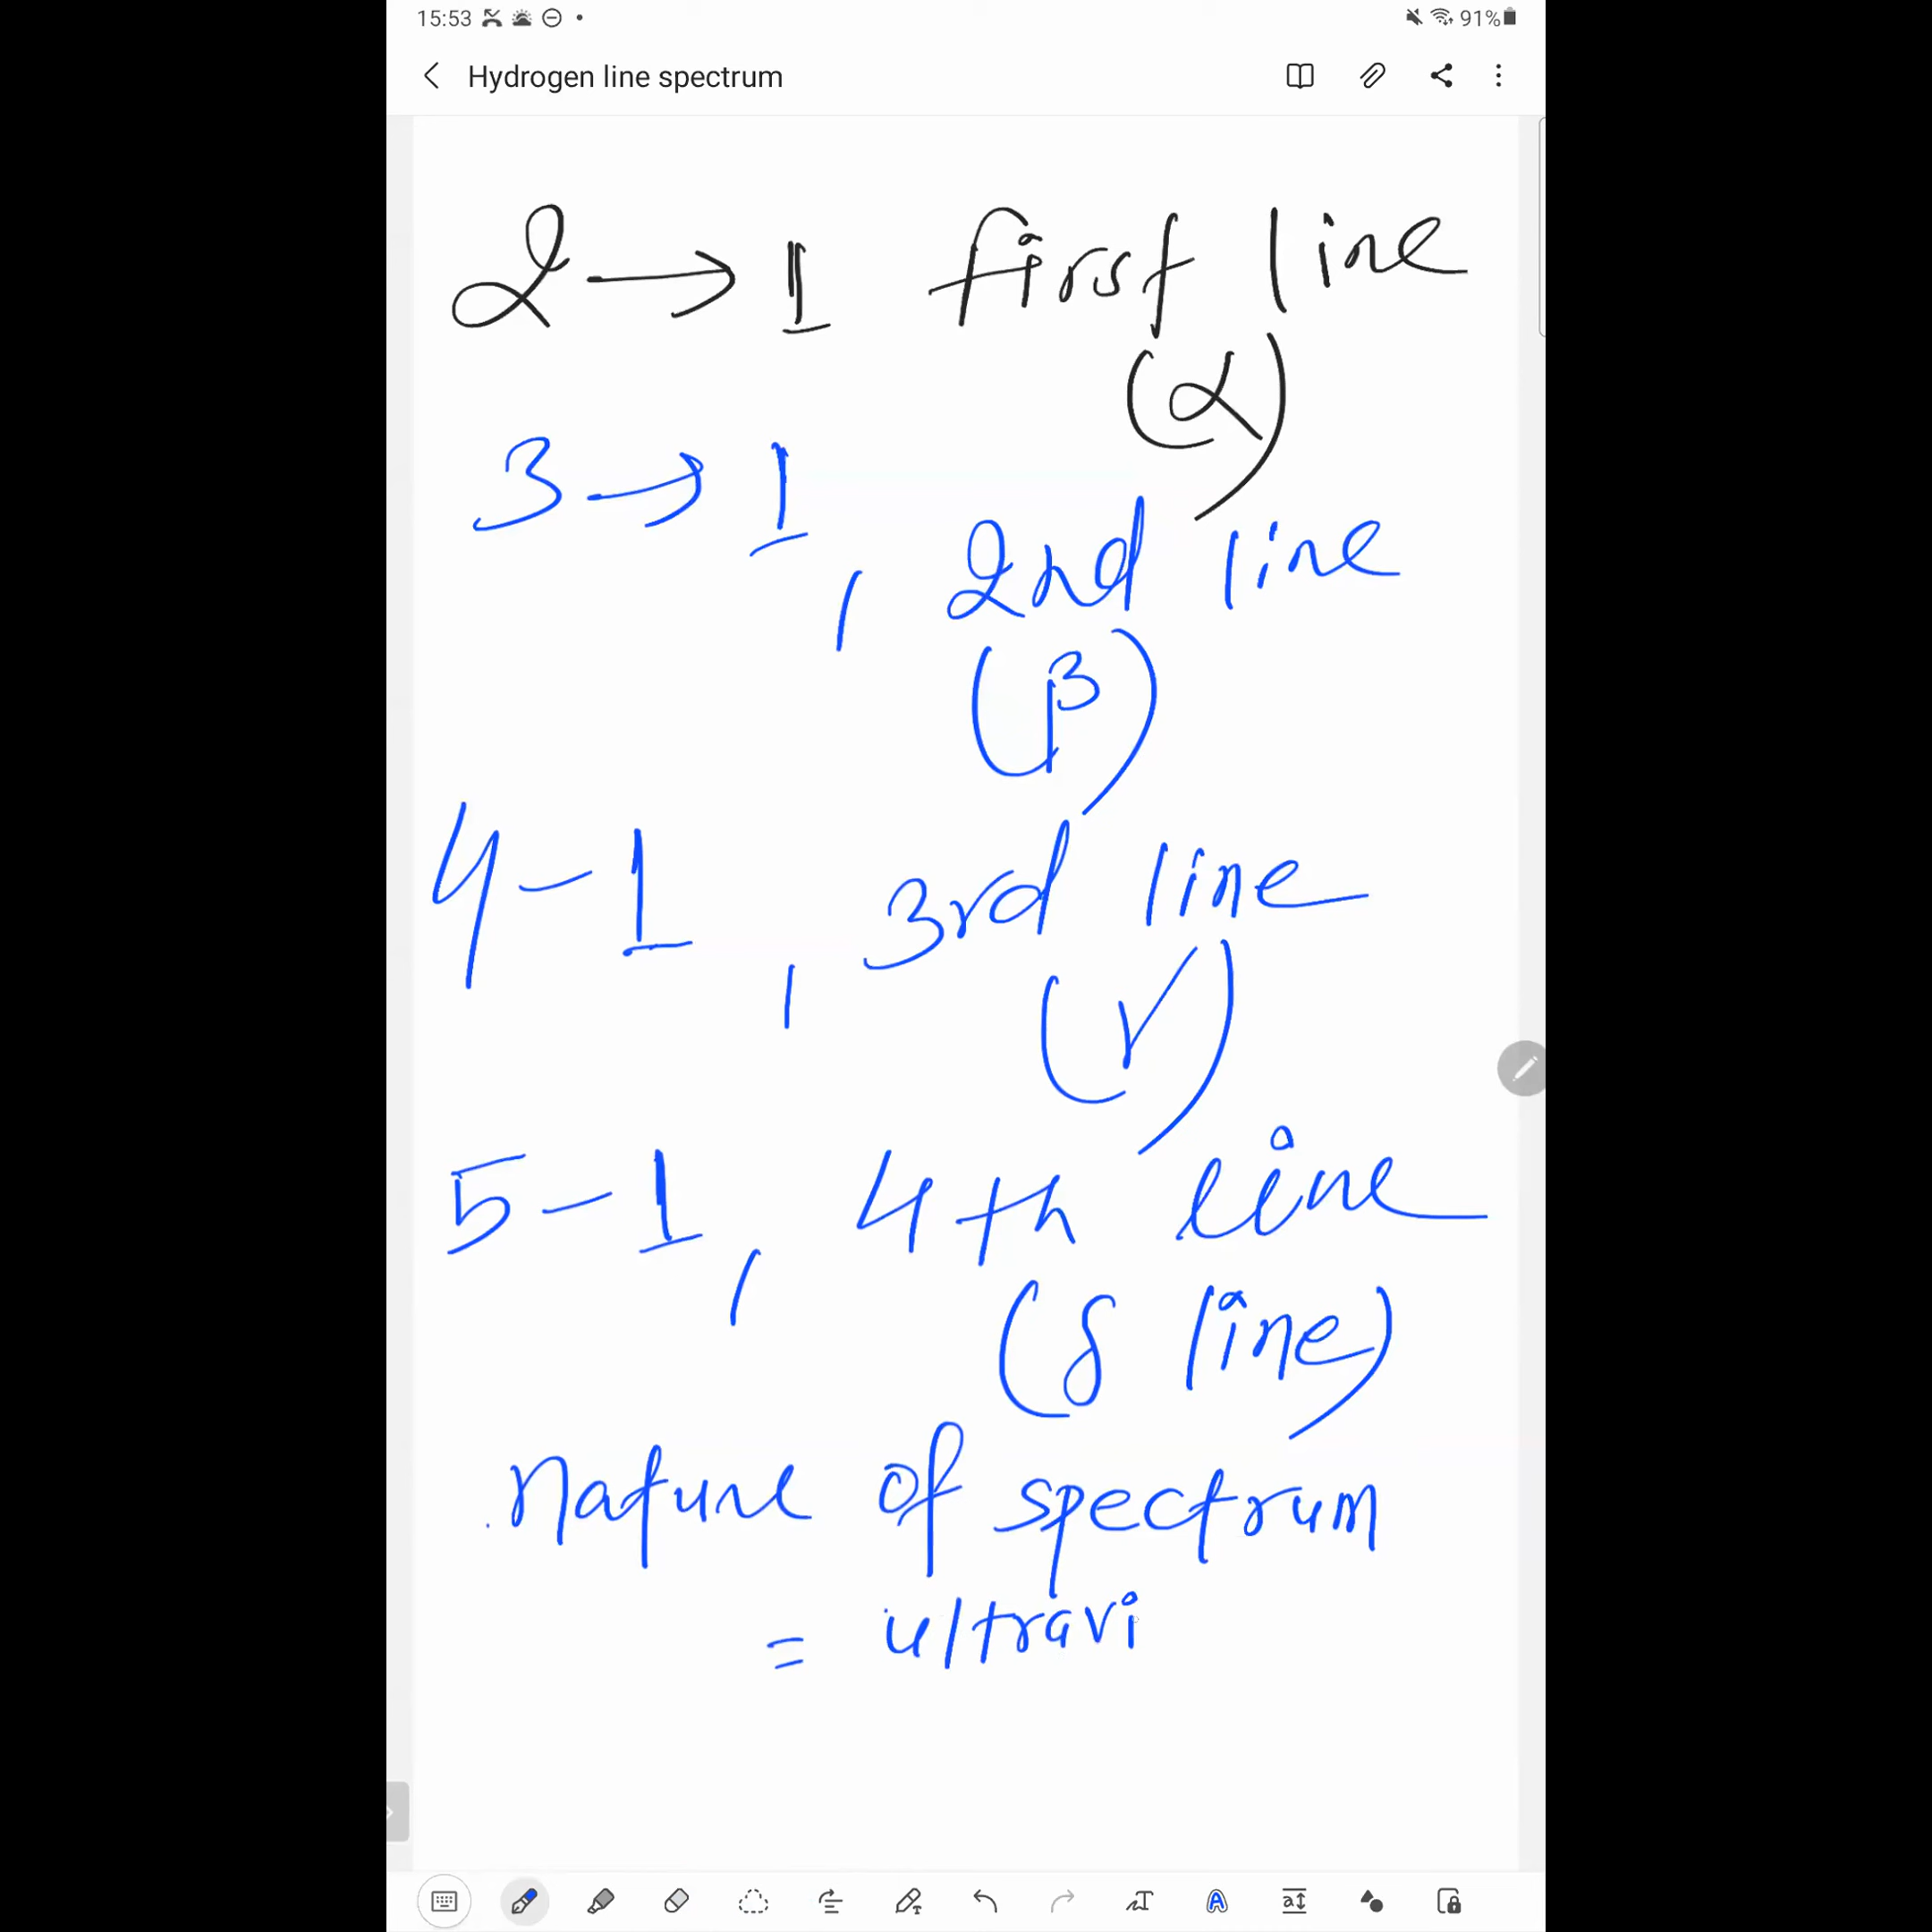 15:53
91%
Hydrogen line spectrum
2 → 1 first line
(α)
3 → 1, 2nd line
(β)
4 - 1, 3rd line
(γ)
5 - 1, 4th line
(δ line)
nature of spectrum
= ultravi